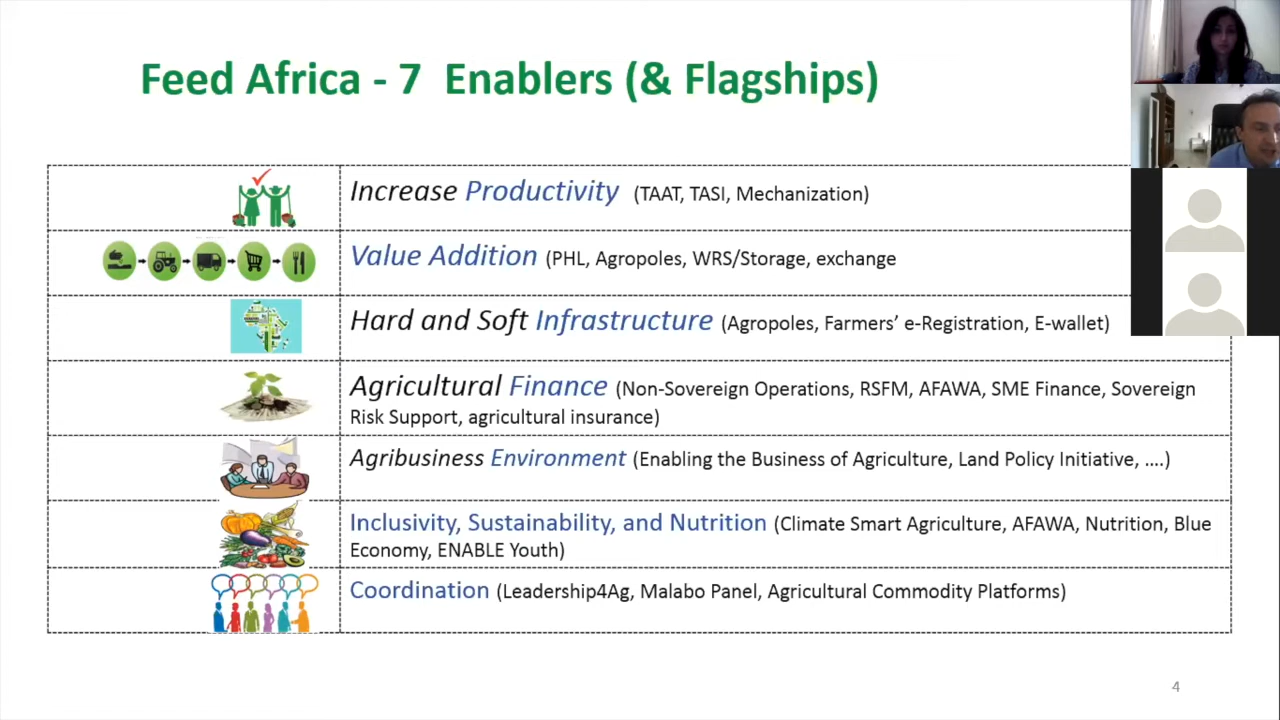 Feed Africa - 7 Enablers (& Flagships)
Increase Productivity (TAAT, TASI, Mechanization)
Value Addition (PHL, Agropoles, WRS/Storage, exchange
Hard and Soft Infrastructure (Agropoles, Farmers’ e-Registration, E-wallet)
Agricultural Finance (Non-Sovereign Operations, RSFM, AFAWA, SME Finance, Sovereign
Risk Support, agricultural insurance)
Agribusiness Environment (Enabling the Business of Agriculture, Land Policy Initiative, ....)
Inclusivity, Sustainability, and Nutrition (Climate Smart Agriculture, AFAWA, Nutrition, Blue
Economy, ENABLE Youth)
Coordination (Leadership4Ag, Malabo Panel, Agricultural Commodity Platforms)
4